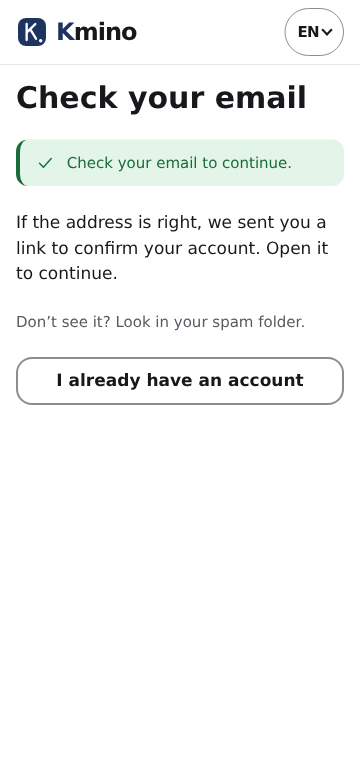 K.
Kmino
EN
Check your email
Check your email to continue.
If the address is right, we sent you a
link to confirm your account. Open it
to continue.
Don’t see it? Look in your spam folder.
I already have an account